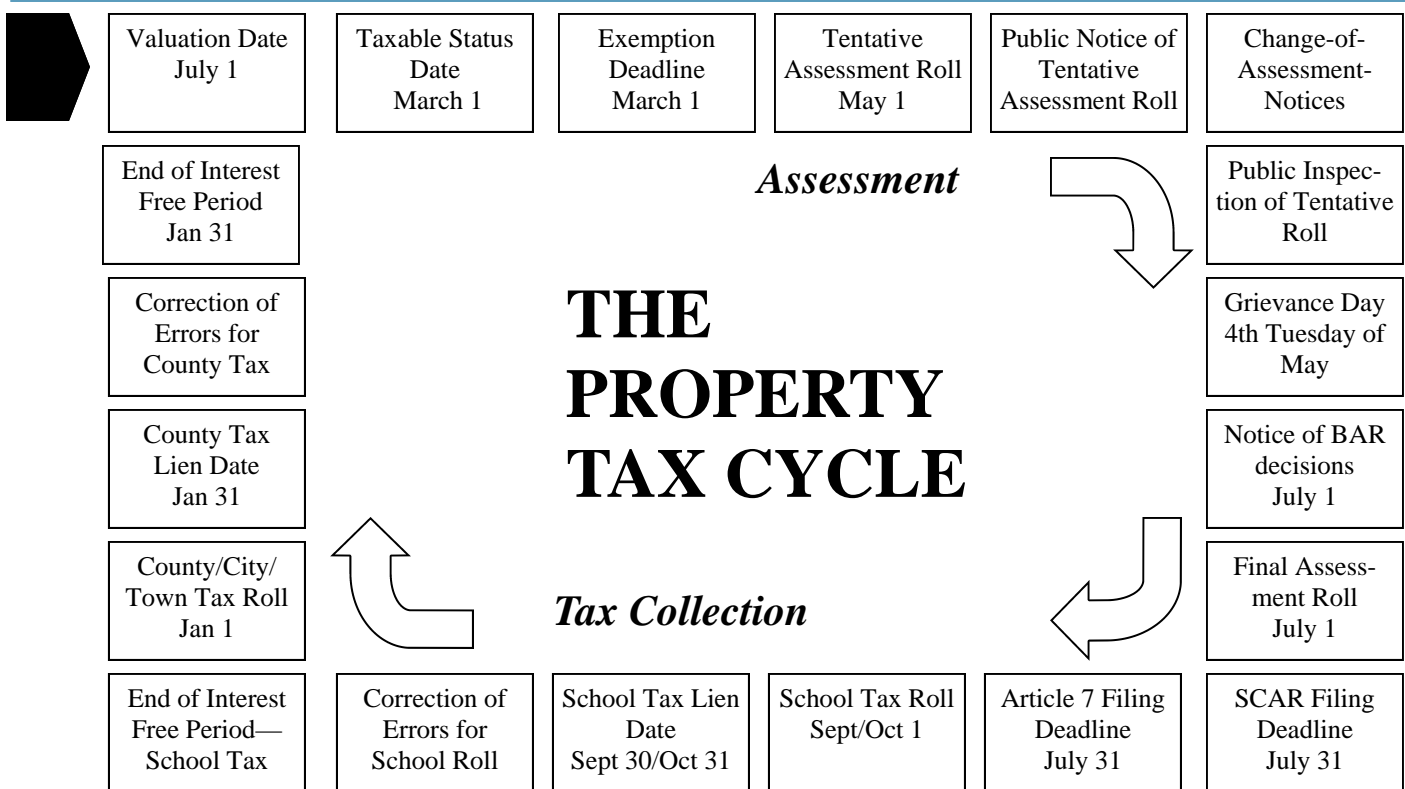 Valuation Date
July 1
Taxable Status
Date
March 1
Exemption
Deadline
March 1
Tentative
Assessment Roll
May 1
Public Notice of
Tentative
Assessment Roll
Change-of-
Assessment-
Notices
Public Inspec-
tion of Tentative
Roll
Grievance Day
4th Tuesday of
May
Notice of BAR
decisions
July 1
Final Assess-
ment Roll
July 1
SCAR Filing
Deadline
July 31
Article 7 Filing
Deadline
July 31
School Tax Roll
Sept/Oct 1
School Tax Lien
Date
Sept 30/Oct 31
Correction of
Errors for
School Roll
End of Interest
Free Period—
School Tax
County/City/
Town Tax Roll
Jan 1
County Tax
Lien Date
Jan 31
Correction of
Errors for
County Tax
End of Interest
Free Period
Jan 31
Assessment
THE
PROPERTY
TAX CYCLE
Tax Collection